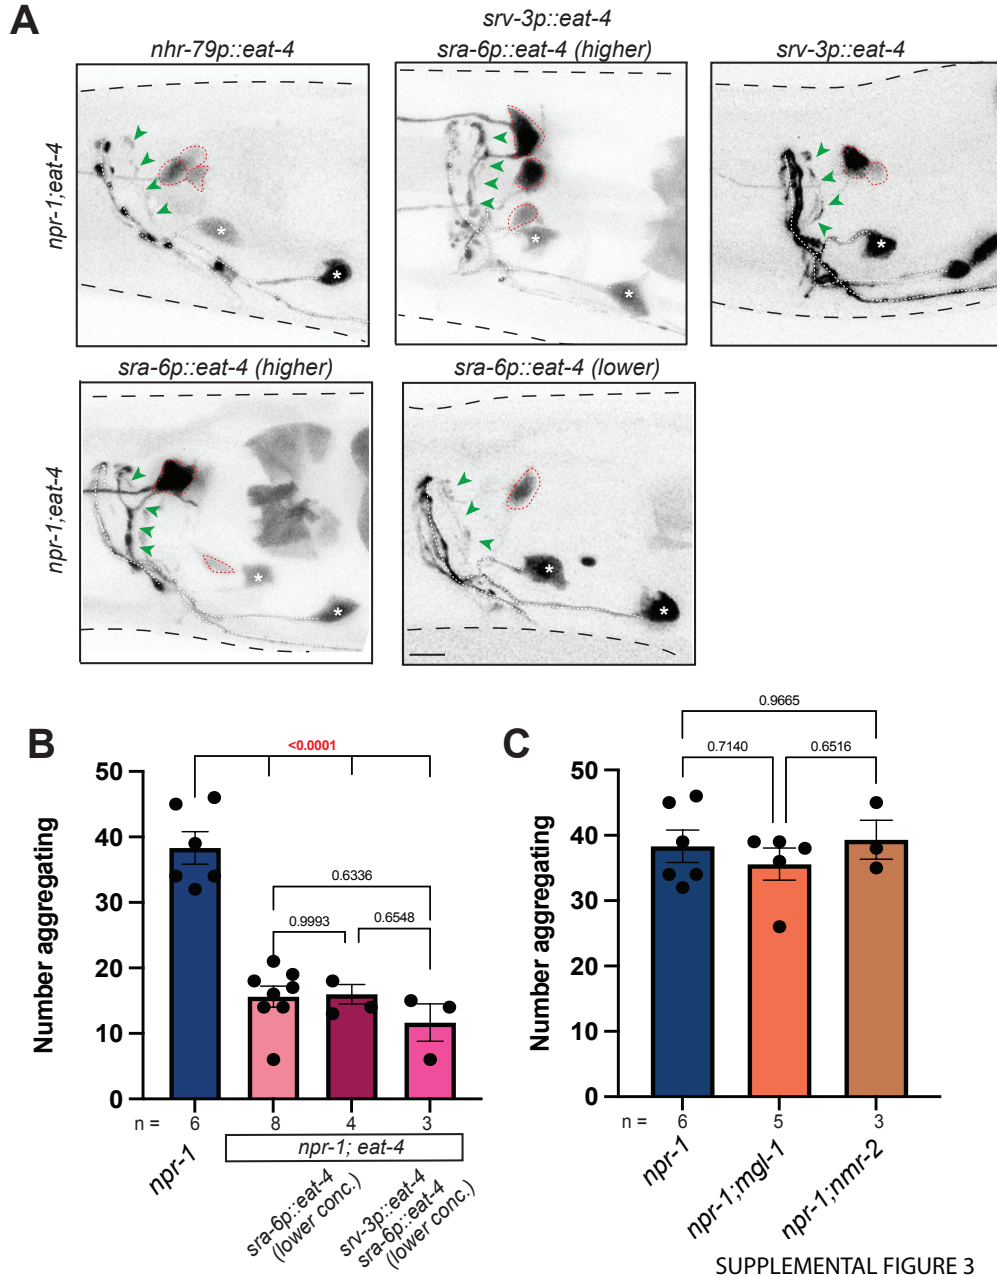 A
nhr-79p::eat-4
srv-3p::eat-4
sra-6p::eat-4 (higher)
srv-3p::eat-4
npr-1;eat-4
* * * * *
*
sra-6p::eat-4 (higher)
sra-6p::eat-4 (lower)
npr-1;eat-4
* * * *
B
<0.0001
0.6336
0.9993
0.6548
Number aggregating
50
40
30
20
10
0
n = 6 8 4 3
npr-1
npr-1; eat-4
sra-6p::eat-4
(lower conc.)
srv-3p::eat-4
sra-6p::eat-4
(lower conc.)
C
0.9665
0.7140
0.6516
Number aggregating
50
40
30
20
10
0
n = 6 5 3
npr-1
npr-1;mgl-1
npr-1;nmr-2
SUPPLEMENTAL FIGURE 3